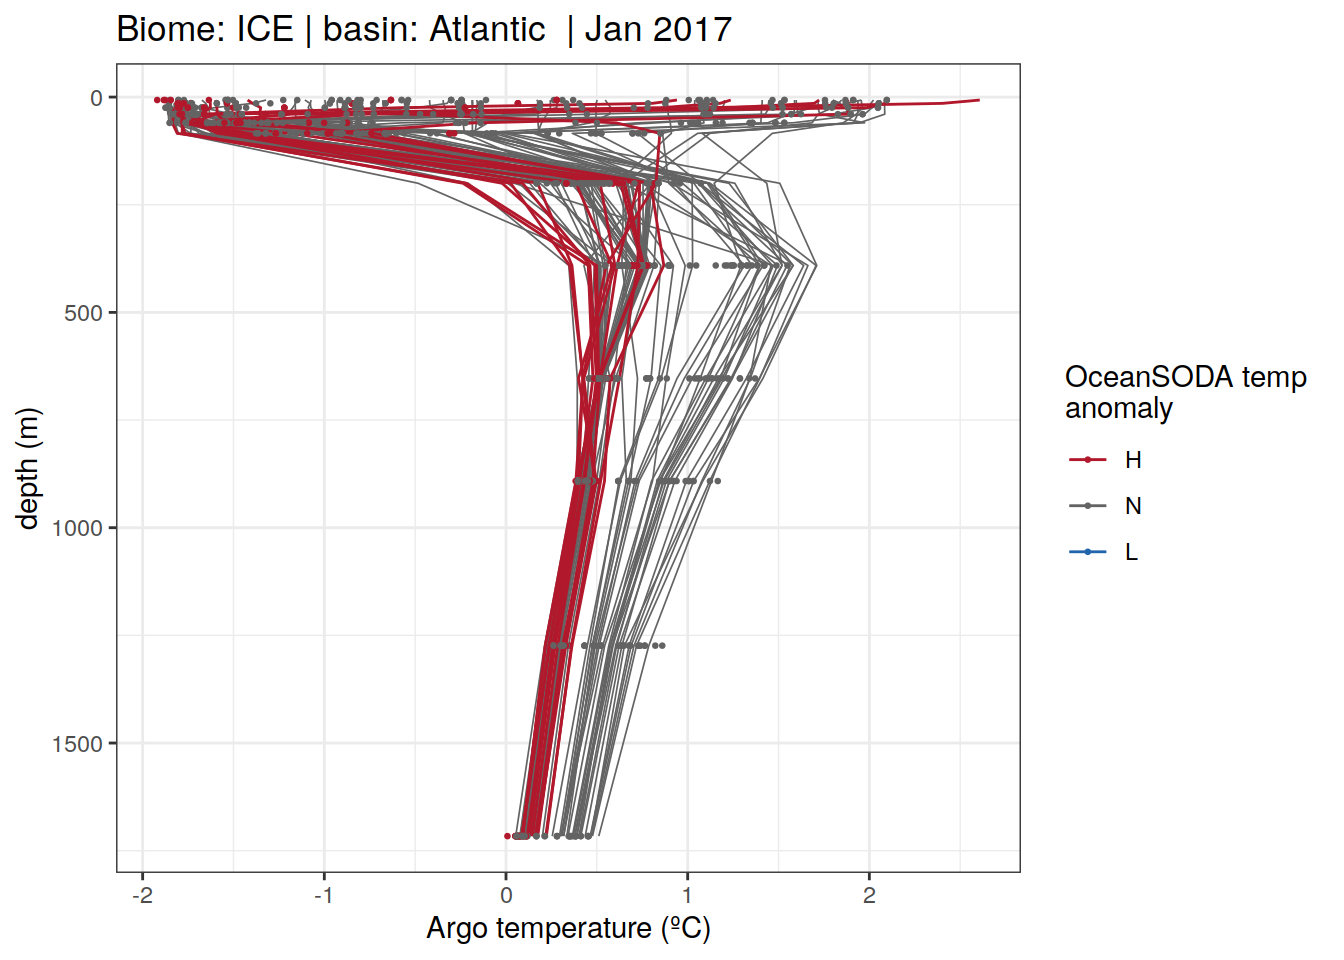 Biome: ICE | basin: Atlantic  | Jan 2017
0
500
1000
1500
depth (m)
-2
-1
0
1
2
Argo temperature (ºC)
OceanSODA temp
anomaly
H
N
L